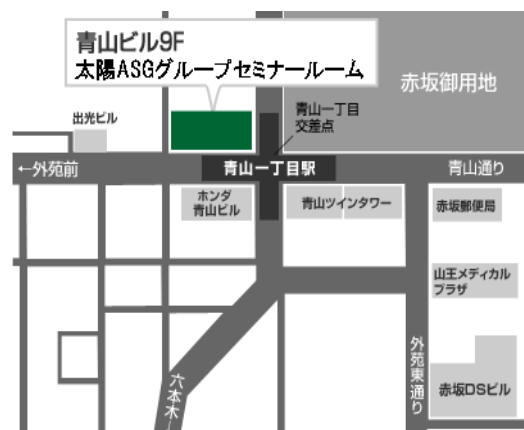 青山ビル9F
太陽ASGグループセミナールーム
赤坂御用地
出光ビル
青山一丁目
交差点
←外苑前
青山一丁目駅
青山通り
ホンダ
青山ビル
青山ツインタワー
赤坂郵便局
山王メディカル
プラザ
外苑東通り
赤坂DSビル
六本木